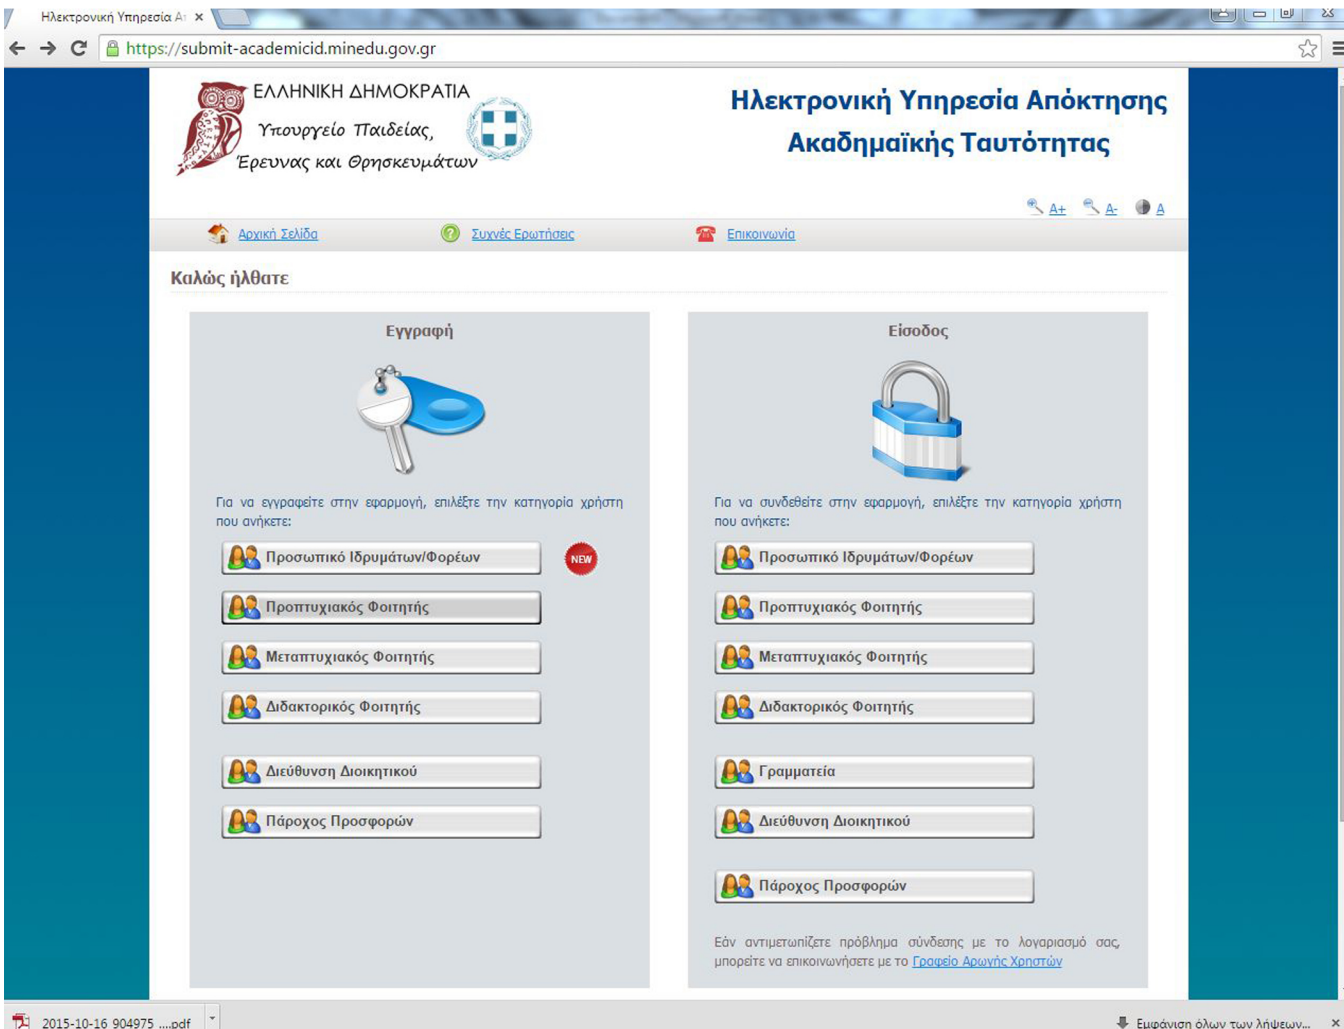 Ηλεκτρονική Υπηρεσία Α
https://submit-academicid.minedu.gov.gr
ΕΛΛΗΝΙΚΗ ΔΗΜΟΚΡΑΤΙΑ
Υπουργείο Παιδείας,
Έρευνας και Θρησκευμάτων
Ηλεκτρονική Υπηρεσία Απόκτησης
Ακαδημαϊκής Ταυτότητας
A+ A- A
Αρχική Σελίδα Συχνές Ερωτήσεις Επικοινωνία
Καλώς ήλθατε
Εγγραφή
Για να εγγραφείτε στην εφαρμογή, επιλέξτε την κατηγορία χρήστη
που ανήκετε:
Προσωπικό Ιδρυμάτων/Φορέων NEW
Προπτυχιακός Φοιτητής
Μεταπτυχιακός Φοιτητής
Διδακτορικός Φοιτητής
Διεύθυνση Διοικητικού
Πάροχος Προσφορών
Είσοδος
Για να συνδεθείτε στην εφαρμογή, επιλέξτε την κατηγορία χρήστη
που ανήκετε:
Προσωπικό Ιδρυμάτων/Φορέων
Προπτυχιακός Φοιτητής
Μεταπτυχιακός Φοιτητής
Διδακτορικός Φοιτητής
Γραμματεία
Διεύθυνση Διοικητικού
Πάροχος Προσφορών
Εάν αντιμετωπίζετε πρόβλημα σύνδεσης με το λογαριασμό σας,
μπορείτε να επικοινωνήσετε με το Γραφείο Αρωγής Χρηστών
2015-10-16 904975 ....pdf
Εμφάνιση όλων των λήψεων...